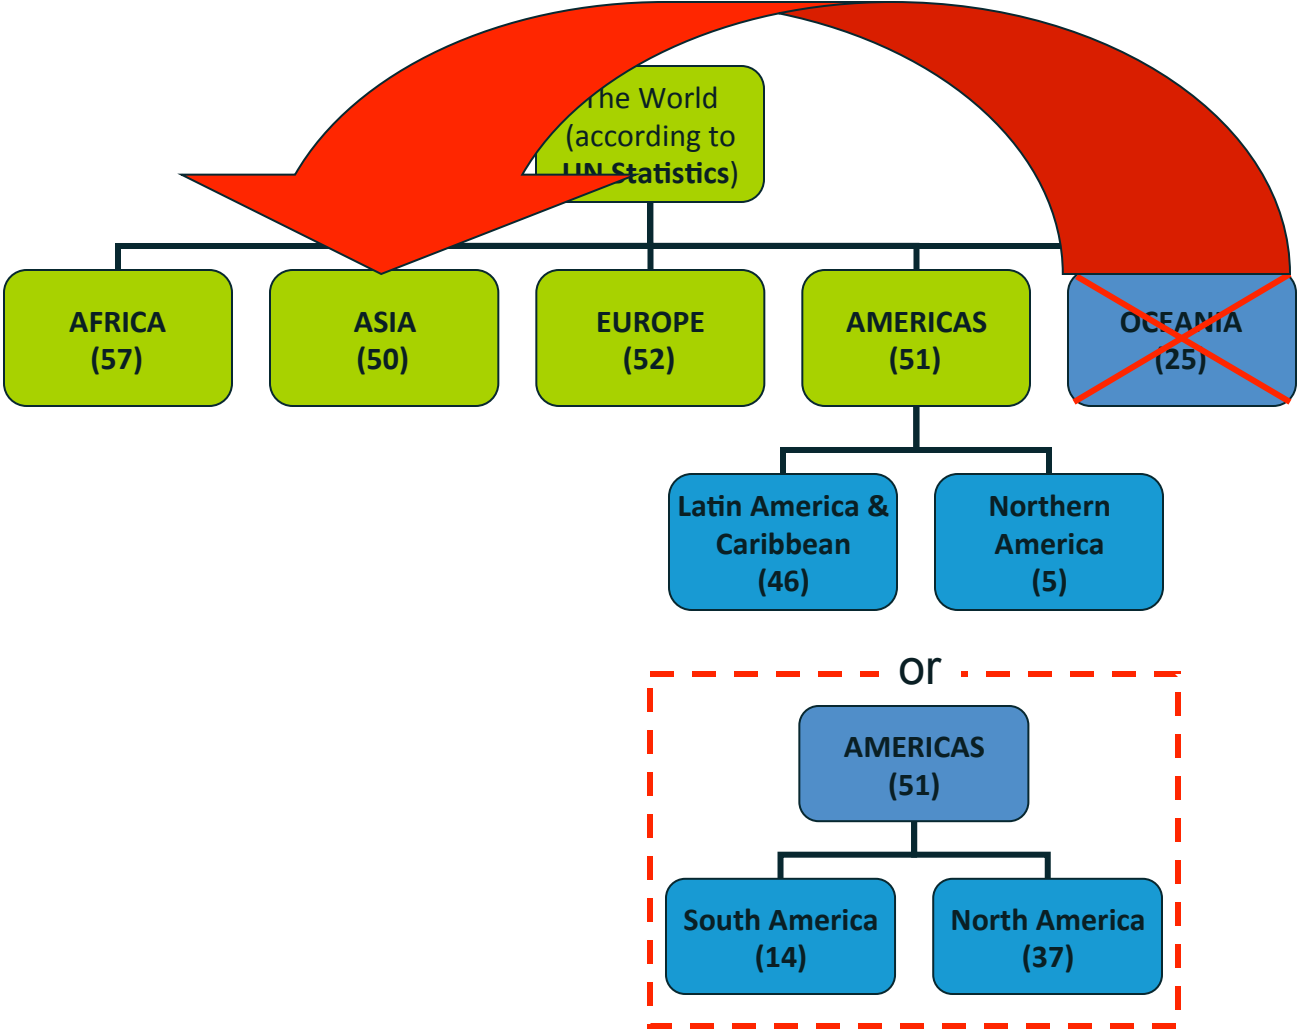 The World
(according to
UN Statistics)
AFRICA
(57)
ASIA
(50)
EUROPE
(52)
AMERICAS
(51)
OCEANIA
(25)
Latin America &
Caribbean
(46)
Northern
America
(5)
or
AMERICAS
(51)
South America
(14)
North America
(37)